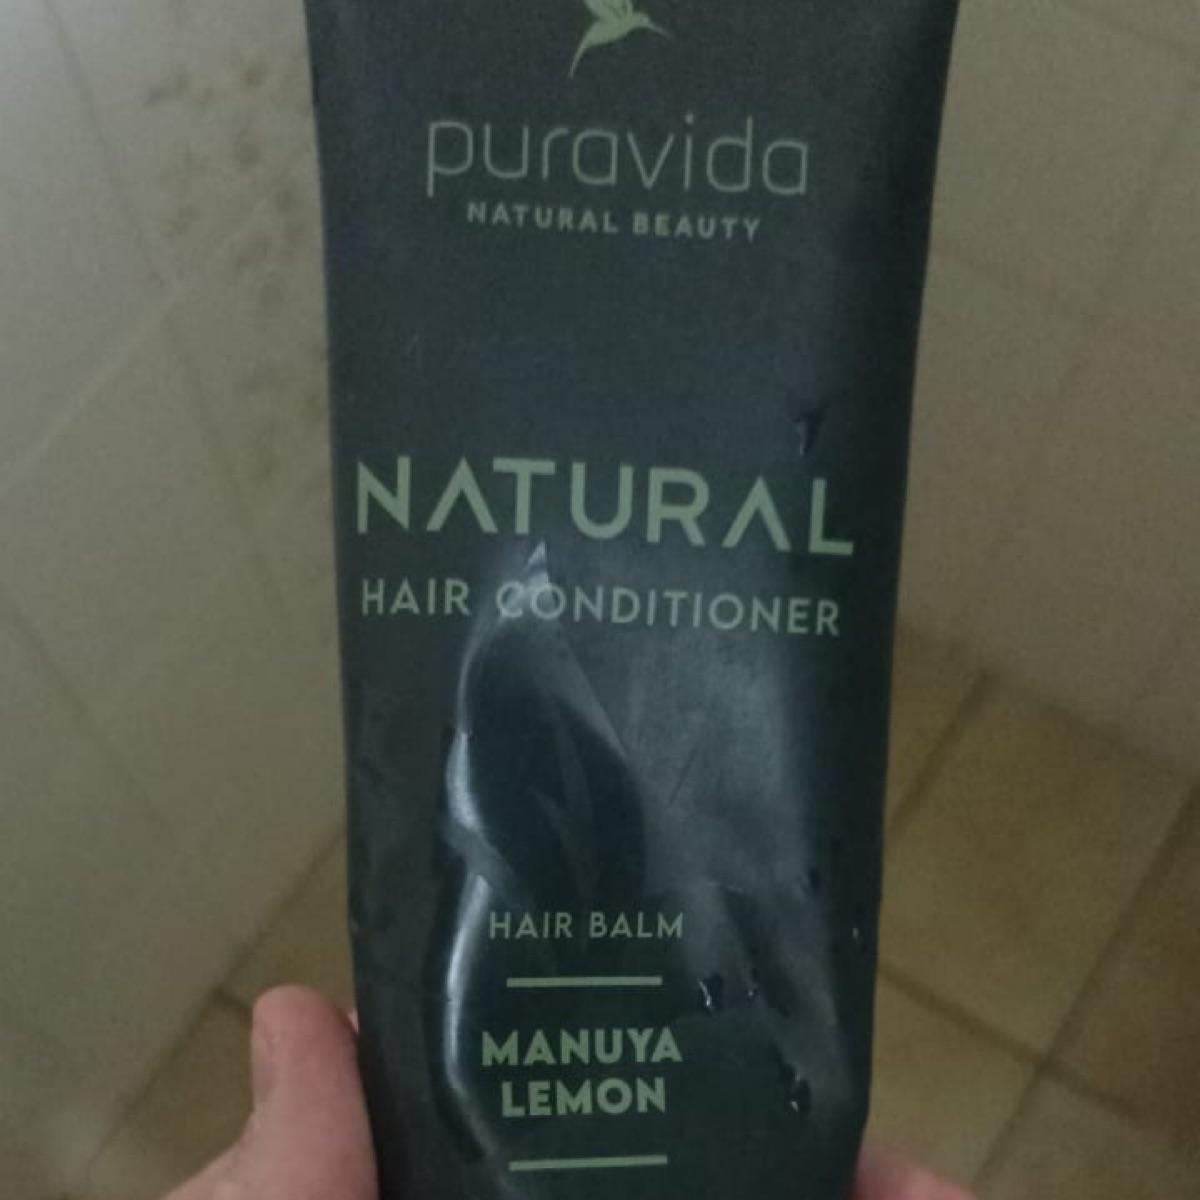 puravida
NATURAL BEAUTY
NATURAL
HAIR CONDITIONER
HAIR BALM
MANUYA
LEMON